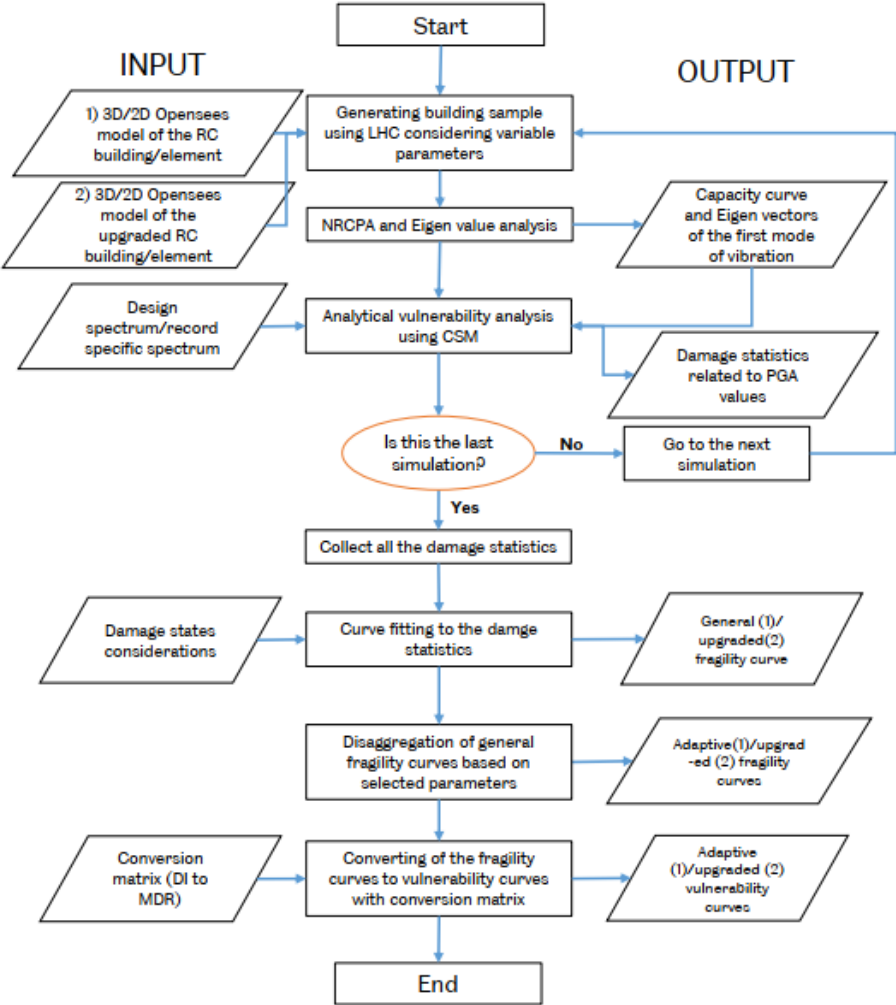 Start
INPUT
OUTPUT
1) 3D/2D Opensees
model of the RC
building/element
Generating building sample
using LHC considering variable
parameters
2) 3D/2D Opensees
model of the
upgraded RC
building/element
NRCPA and Eigen value analysis
Capacity curve
and Eigen vectors
of the first mode
of vibration
Design
spectrum/record
specific spectrum
Analytical vulnerability analysis
using CSM
Damage statistics
related to PGA
values
Is this the last
simulation?
No
Go to the next
simulation
Yes
Collect all the damage statistics
Damage states
considerations
Curve fitting to the damge
statistics
General (1)/
upgraded(2)
fragility curve
Disaggregation of general
fragility curves based on
selected parameters
Adaptive(1)/upgrad
-ed (2) fragility
curves
Conversion
matrix (DI to
MDR)
Converting of the fragility
curves to vulnerability curves
with conversion matrix
Adaptive
(1)/upgraded (2)
vulnerability
curves
End